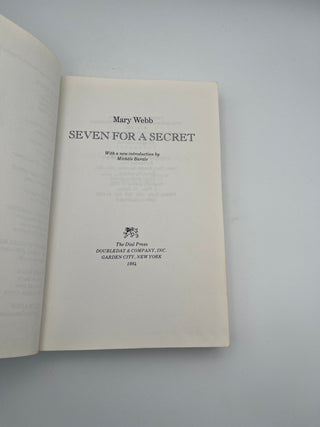 Mary Webb
SEVEN FOR A SECRET
With a new introduction by
Michèle Barale
The Dial Press
DOUBLEDAY & COMPANY, INC.
GARDEN CITY, NEW YORK
1984